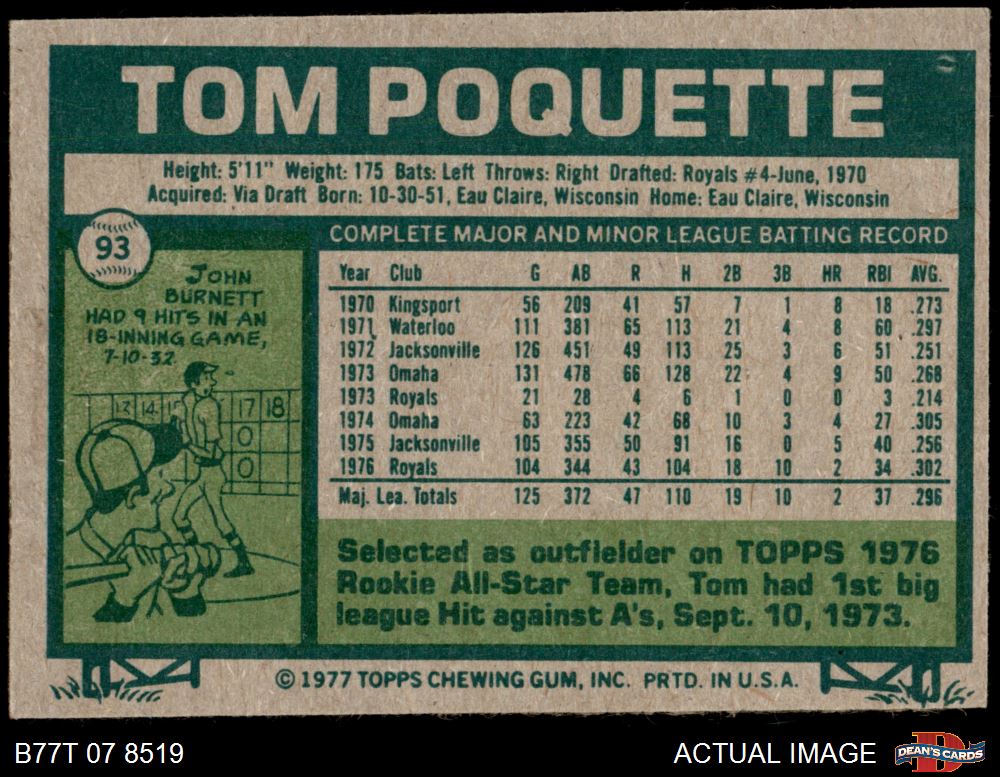 TOM POQUETTE
Height: 5'11" Weight: 175 Bats: Left Throws: Right Drafted: Royals #4-June, 1970
Acquired: Via Draft Born: 10-30-51, Eau Claire, Wisconsin Home: Eau Claire, Wisconsin
93
JOHN
BURNETT
HAD 9 HITS IN AN
18-INNING GAME,
7-10-32.
13 14 15 17 18
0
0
COMPLETE MAJOR AND MINOR LEAGUE BATTING RECORD
Year Club G AB R H 2B 3B HR RBI AVG.
1970 Kingsport 56 209 41 57 7 1 8 18 .273
1971 Waterloo 111 381 65 113 21 4 8 60 .297
1972 Jacksonville 126 451 49 113 25 3 6 51 .251
1973 Omaha 131 478 66 128 22 4 9 50 .268
1973 Royals 21 28 4 6 1 0 0 3 .214
1974 Omaha 63 223 42 68 10 3 4 27 .305
1975 Jacksonville 105 355 50 91 16 0 5 40 .256
1976 Royals 104 344 43 104 18 10 2 34 .302
Maj. Lea. Totals 125 372 47 110 19 10 2 37 .296
Selected as outfielder on TOPPS 1976
Rookie All-Star Team, Tom had 1st big
league Hit against A's, Sept. 10, 1973.
© 1977 TOPPS CHEWING GUM, INC. PRTD. IN U.S.A.
B77T 07 8519
ACTUAL IMAGE
D
DEAN'S CARDS